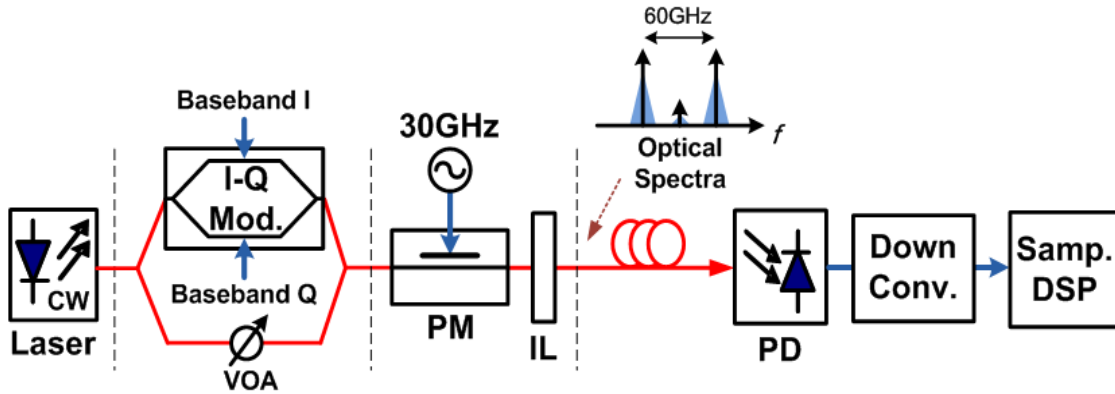 60GHz
f
Optical
Spectra
Baseband I
I-Q
Mod.
Baseband Q
VOA
CW
Laser
30GHz
PM
IL
PD
Down
Conv.
Samp.
DSP